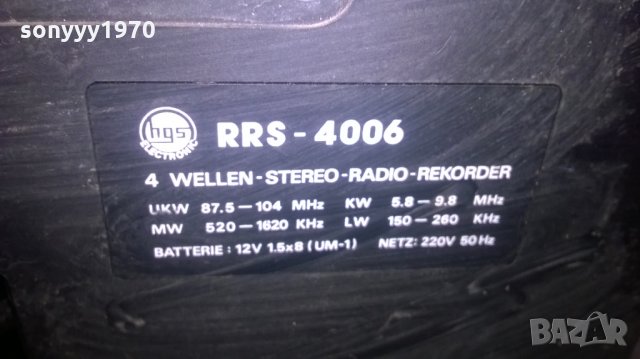 sonyyy1970
hgs
ELECTRONIC
RRS - 4006
4 WELLEN-STEREO-RADIO-REKORDER
UKW 87.5 - 104 MHz KW 5.8 - 9.8 MHz
MW 520 - 1620 KHz LW 150 - 260 KHz
BATTERIE : 12V 1.5x8 (UM-1) NETZ: 220V 50Hz
BAZAR